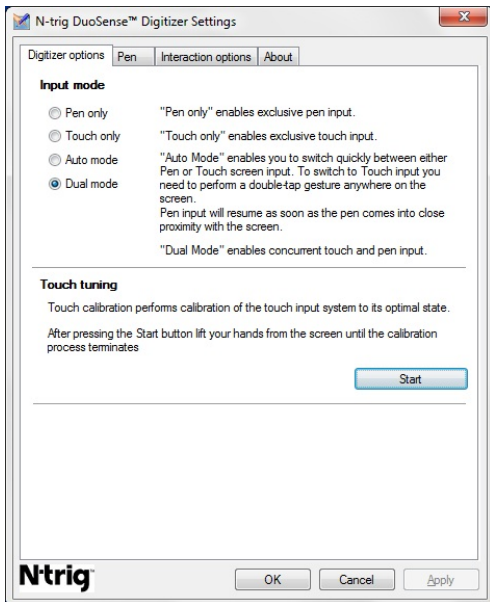 N-trig DuoSense™ Digitizer Settings
Digitizer options Pen Interaction options About
Input mode
Pen only "Pen only" enables exclusive pen input.
Touch only "Touch only" enables exclusive touch input.
Auto mode "Auto Mode" enables you to switch quickly between either
Pen or Touch screen input. To switch to Touch input you
Dual mode need to perform a double-tap gesture anywhere on the
screen.
Pen input will resume as soon as the pen comes into close
proximity with the screen.
"Dual Mode" enables concurrent touch and pen input.
Touch tuning
Touch calibration performs calibration of the touch input system to its optimal state.
After pressing the Start button lift your hands from the screen until the calibration
process terminates
Start
N-trig™
OK Cancel Apply